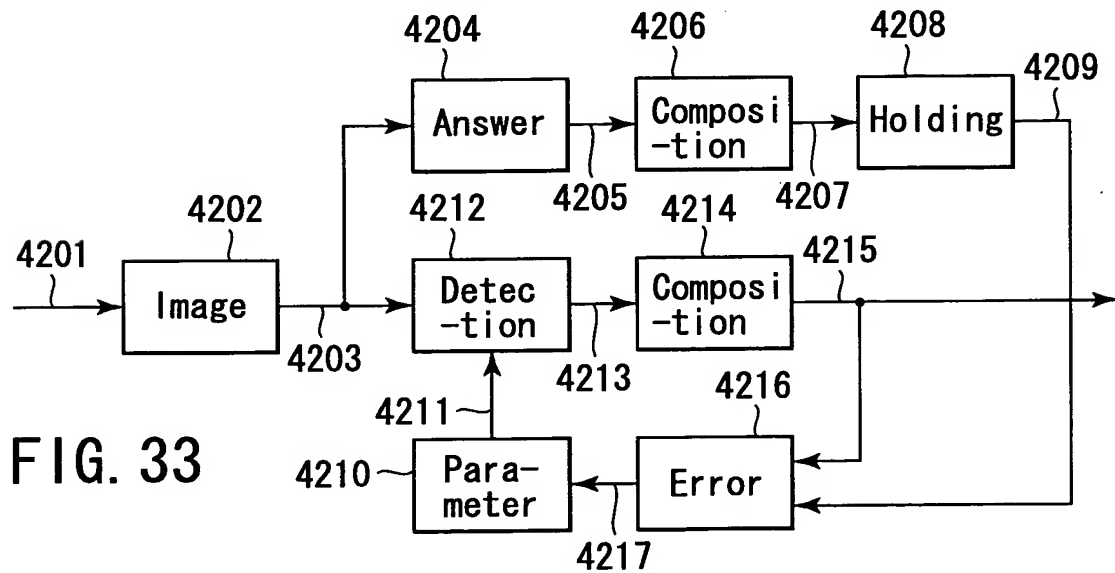 4204
4206
4208
4209
Answer
Composi
-tion
Holding
4205
4207
4202
4212
4214
4201
4215
Image
Detec
-tion
Composi
-tion
4203
4213
4216
4211
FIG. 33
4210
Para-
meter
Error
4217